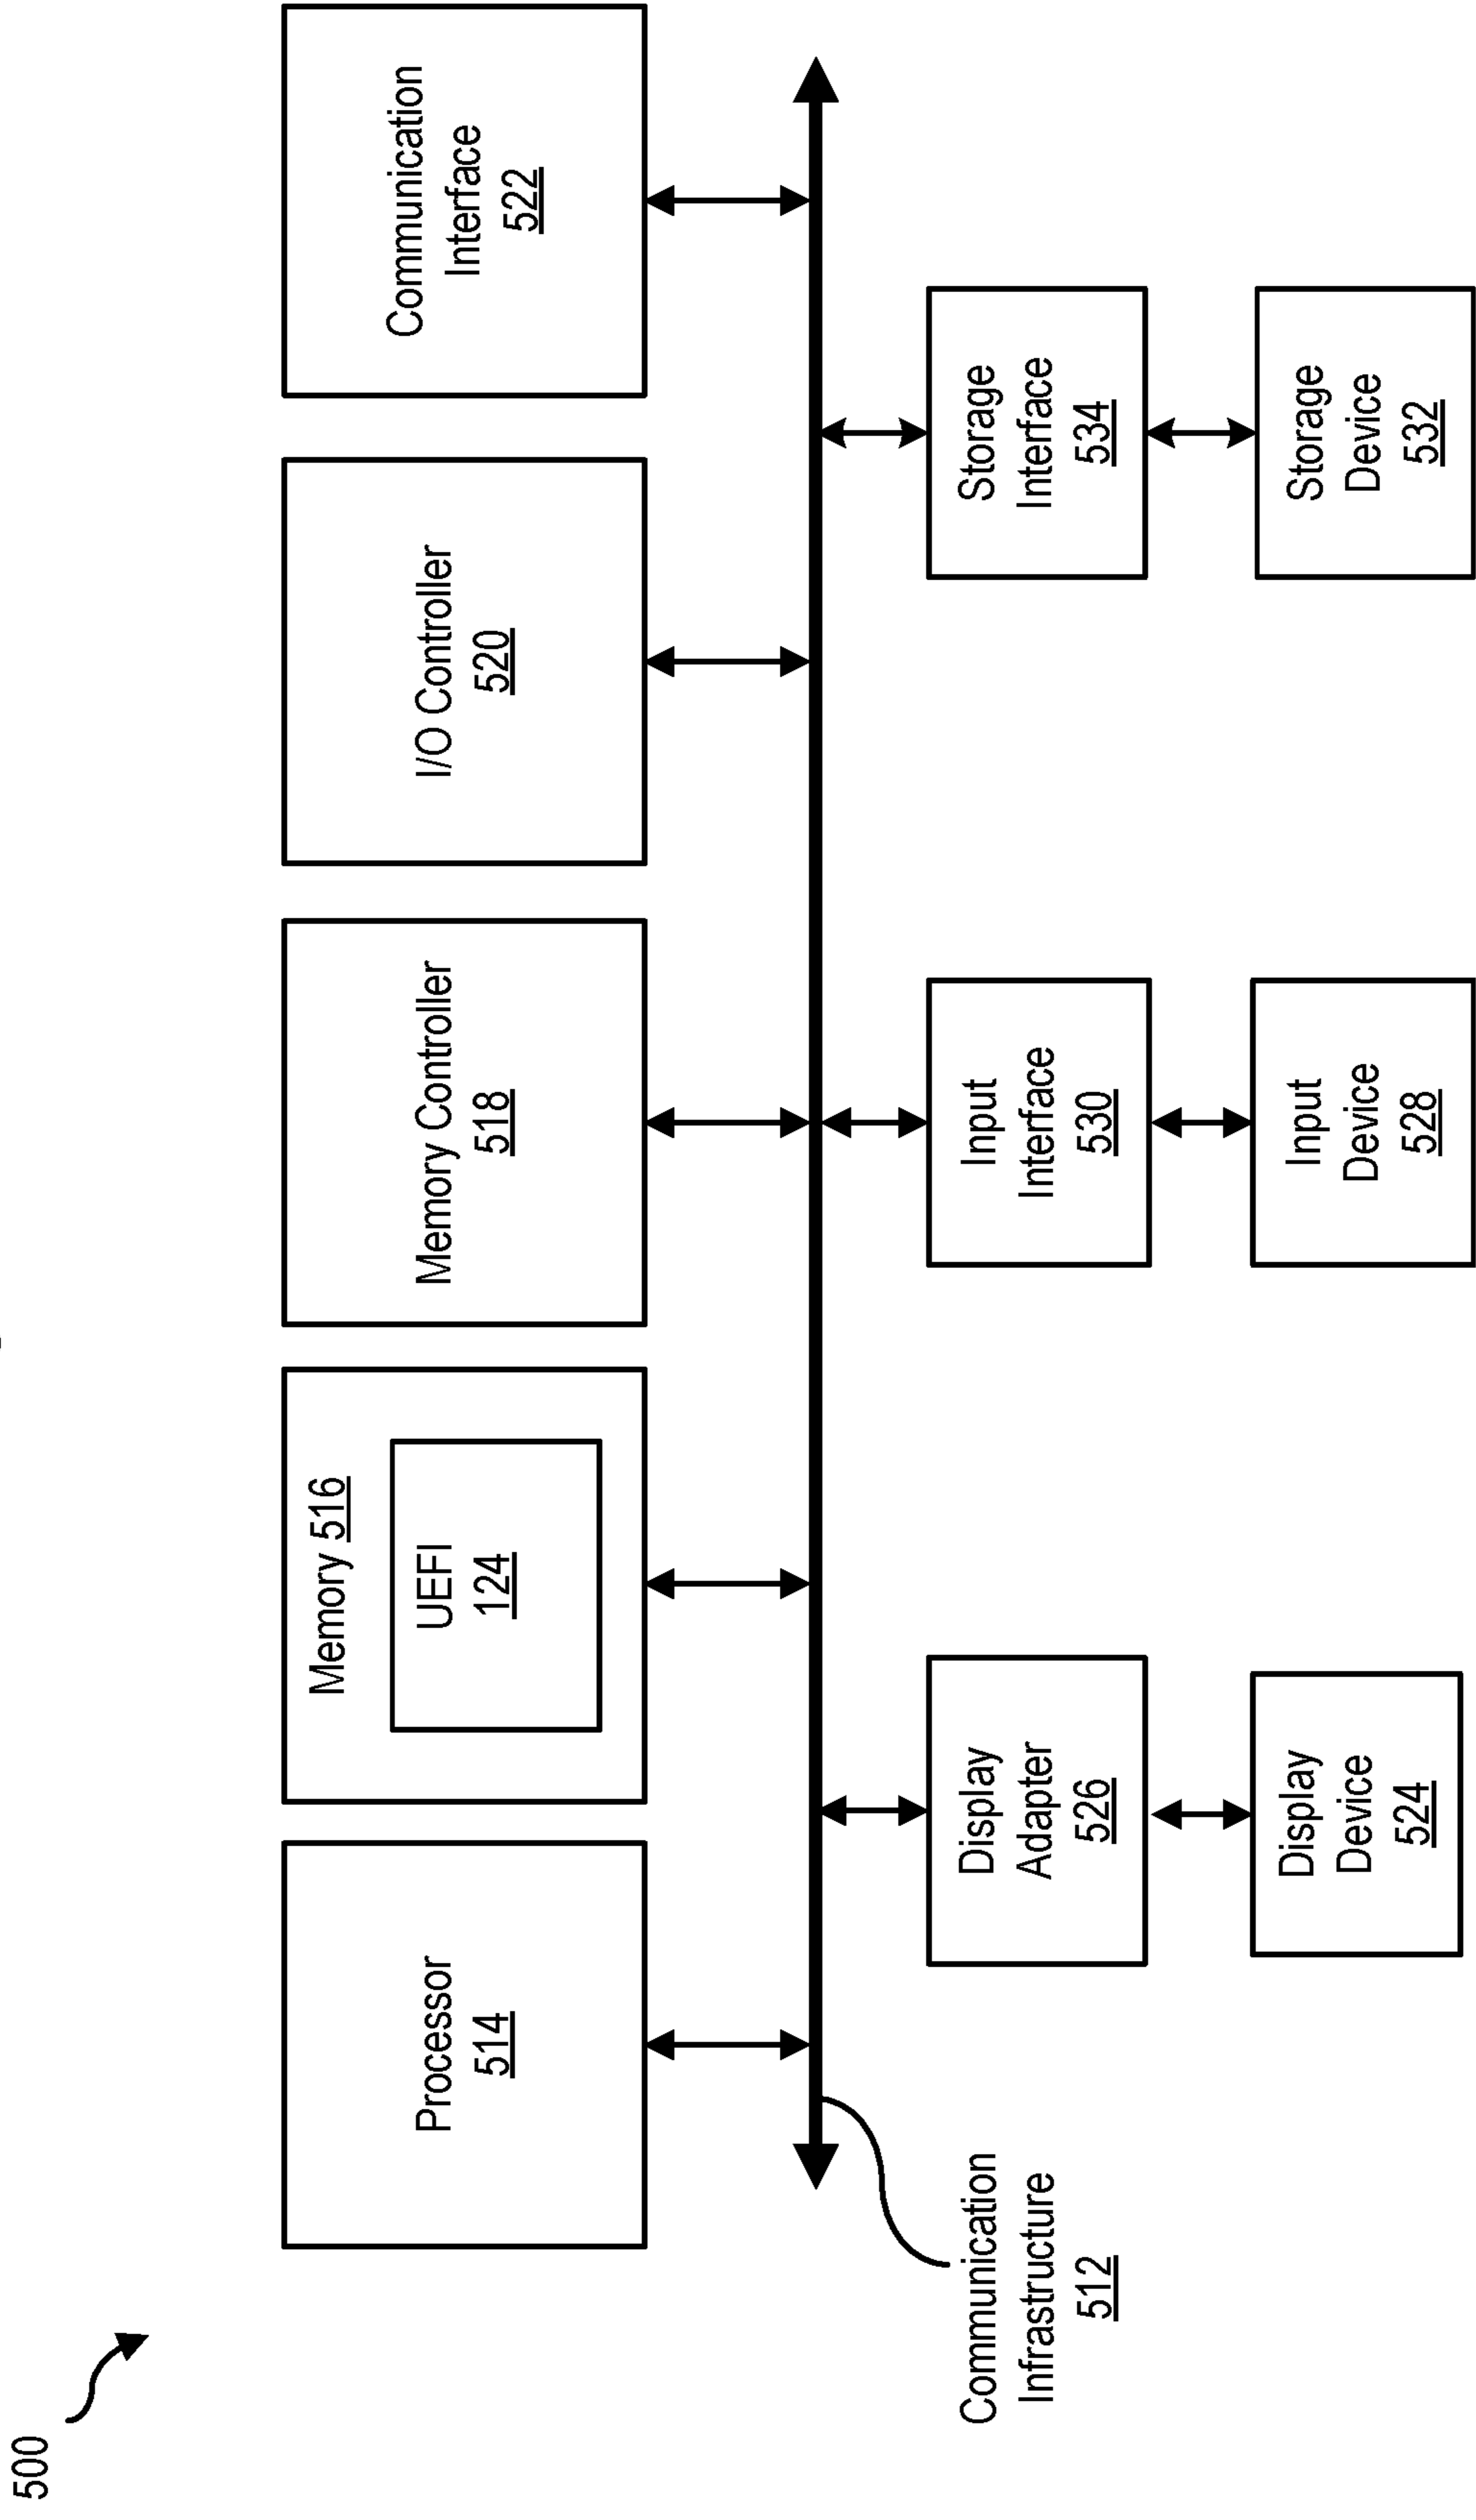 500
Processor
514
Memory 516
UEFI
124
Memory Controller
518
I/O Controller
520
Communication
Interface
522
Communication
Infrastructure
512
Display
Adapter
526
Input
Interface
530
Storage
Interface
534
Display
Device
524
Input
Device
528
Storage
Device
532